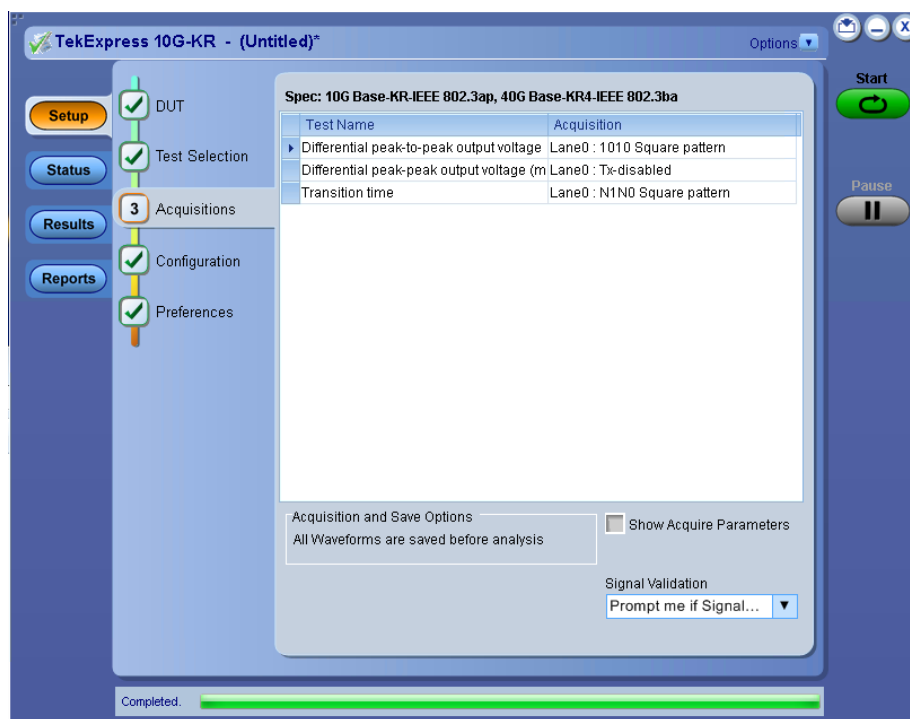 TekExpress 10G-KR - (Untitled)*
Options
Start
Pause
Setup
Status
Results
Reports
DUT
Test Selection
3 Acquisitions
Configuration
Preferences
Spec: 10G Base-KR-IEEE 802.3ap, 40G Base-KR4-IEEE 802.3ba
Test Name Acquisition
Differential peak-to-peak output voltage Lane0 : 1010 Square pattern
Differential peak-peak output voltage (m Lane0 : Tx-disabled
Transition time Lane0 : N1N0 Square pattern
Acquisition and Save Options
All Waveforms are saved before analysis
Show Acquire Parameters
Signal Validation
Prompt me if Signal...
Completed.